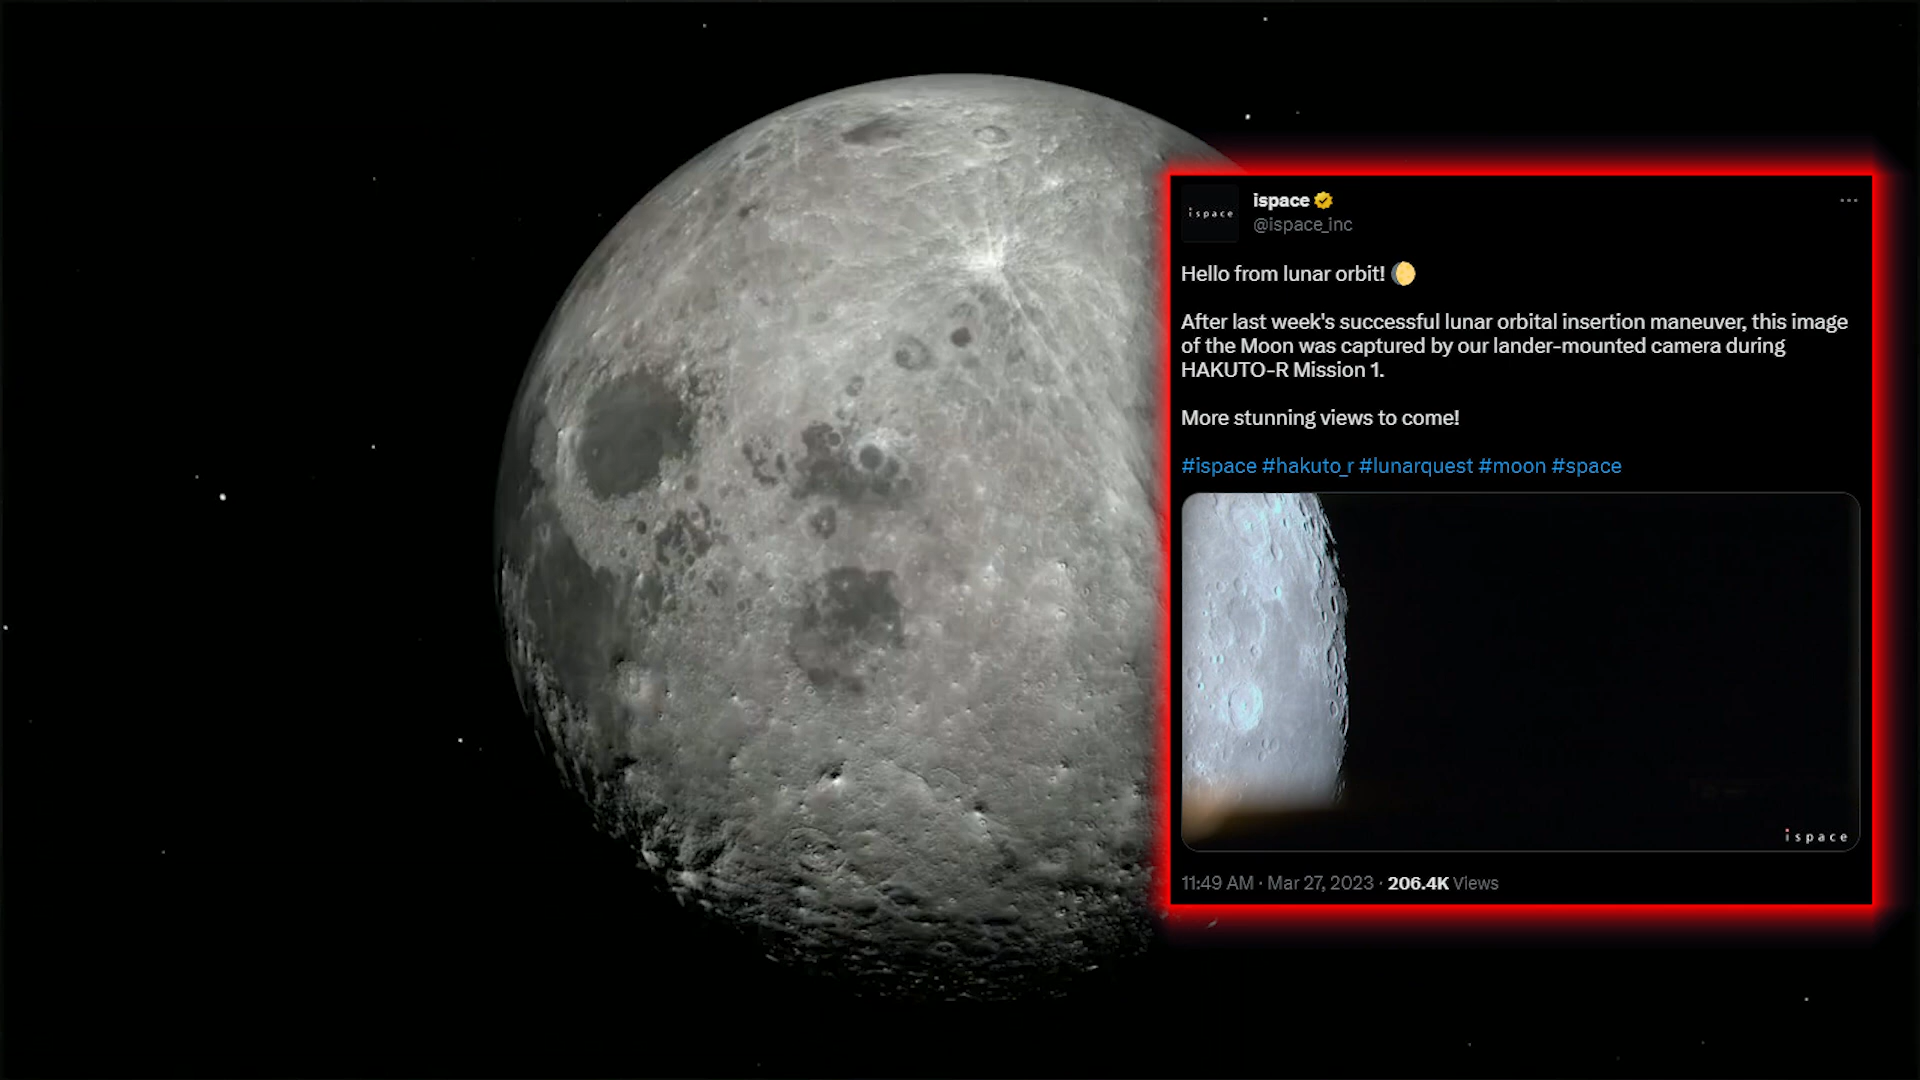 ispace
ispace
@ispace_inc
Hello from lunar orbit! 🌔
After last week's successful lunar orbital insertion maneuver, this image
of the Moon was captured by our lander-mounted camera during
HAKUTO-R Mission 1.
More stunning views to come!
#ispace #hakuto_r #lunarquest #moon #space
ispace
11:49 AM · Mar 27, 2023 · 206.4K Views